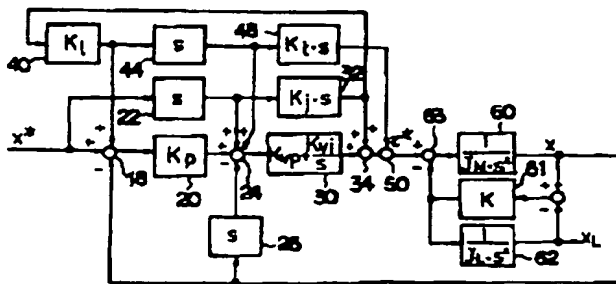 K_l
s
48
K_t·s
40
44
s
K_j·s
32
22
60
X*
τ*
63
1
J_M·s²
X
18
K_p
20
24
K_vp+K_vi/s
30
34
50
K
61
s
26
1
J_L·s²
X_L
62